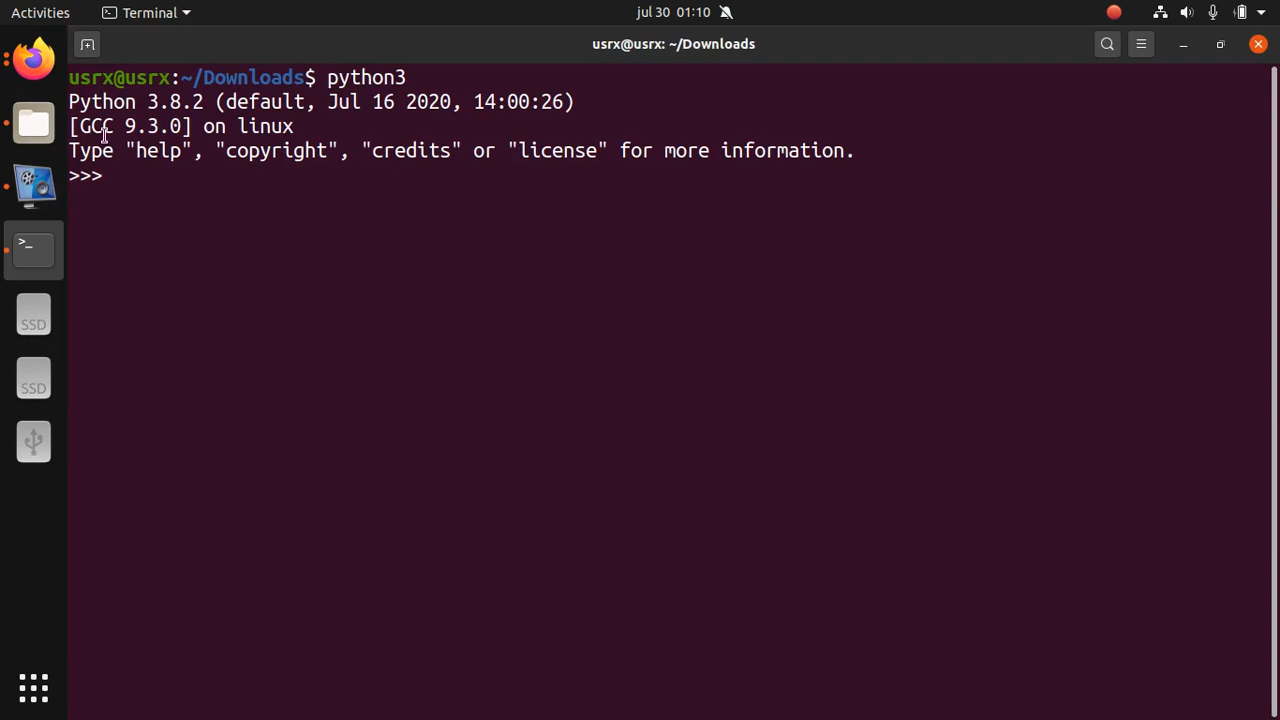 Activities
Terminal
jul 30 01:10
usrx@usrx: ~/Downloads
usrx@usrx:~/Downloads$ python3
Python 3.8.2 (default, Jul 16 2020, 14:00:26)
[GCC 9.3.0] on linux
Type "help", "copyright", "credits" or "license" for more information.
>>>
>_
SSD
SSD